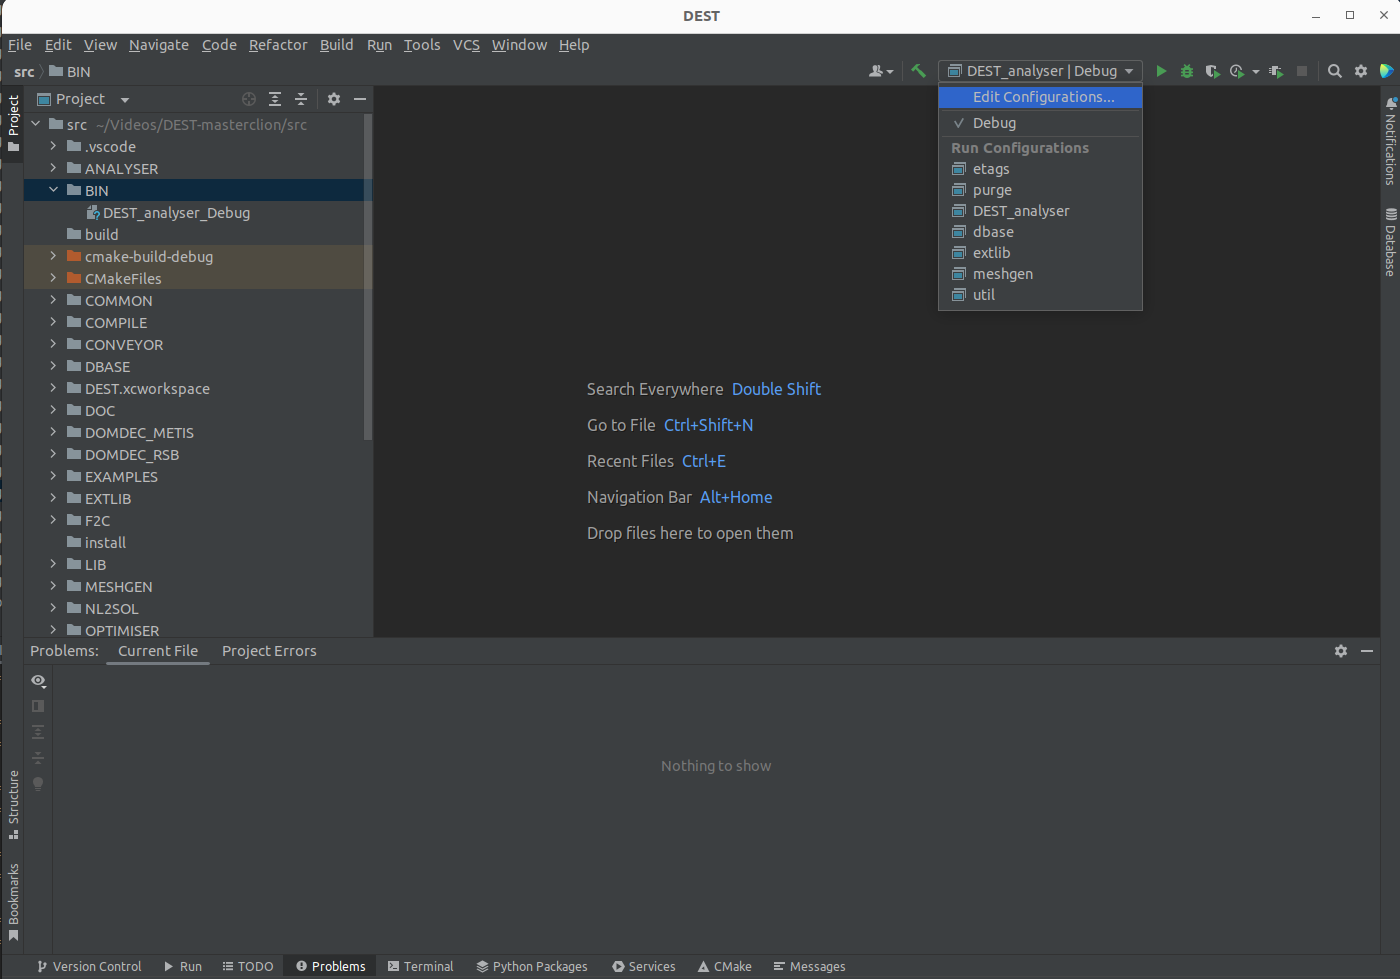 DEST
File Edit View Navigate Code Refactor Build Run Tools VCS Window Help
src BIN
DEST_analyser | Debug
Project
Project
src ~/Videos/DEST-masterclion/src
.vscode
ANALYSER
BIN
DEST_analyser_Debug
build
cmake-build-debug
CMakeFiles
COMMON
COMPILE
CONVEYOR
DBASE
DEST.xcworkspace
DOC
DOMDEC_METIS
DOMDEC_RSB
EXAMPLES
EXTLIB
F2C
install
LIB
MESHGEN
NL2SOL
OPTIMISER
Edit Configurations...
Debug
Run Configurations
etags
purge
DEST_analyser
dbase
extlib
meshgen
util
Search Everywhere Double Shift
Go to File Ctrl+Shift+N
Recent Files Ctrl+E
Navigation Bar Alt+Home
Drop files here to open them
Notifications
Database
Problems: Current File Project Errors
Nothing to show
Structure
Bookmarks
Version Control Run TODO Problems Terminal Python Packages Services CMake Messages